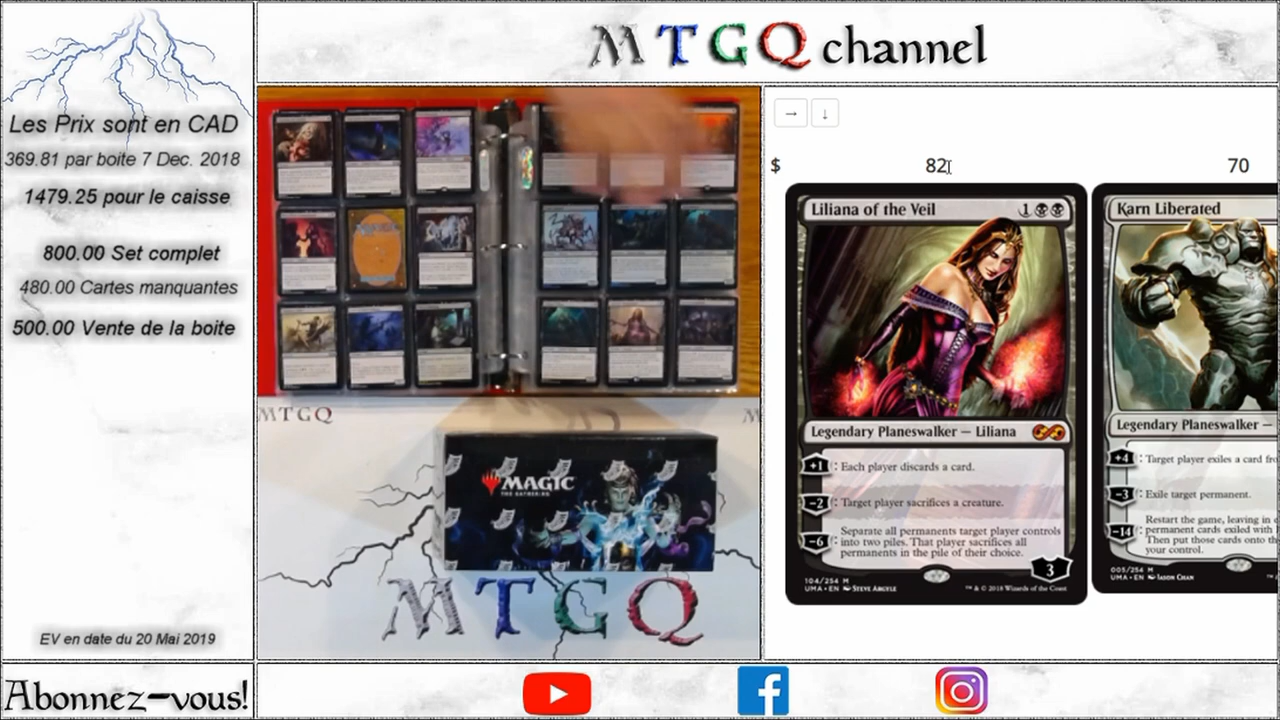 MTGQ channel
Les Prix sont en CAD
369.81 par boite 7 Dec. 2018
1479.25 pour le caisse
800.00 Set complet
480.00 Cartes manquantes
500.00 Vente de la boite
EV en date du 20 Mai 2019
Abonnez-vous!
MTGQ
M
MAGIC
THE GATHERING
MTGQ
→ ↓
$ 82 70
Liliana of the Veil 1
Legendary Planeswalker — Liliana
+1 : Each player discards a card.
-2 : Target player sacrifices a creature.
-6 : Separate all permanents target player controls
into two piles. That player sacrifices all
permanents in the pile of their choice.
3
104/254 M
UMA • EN Steve Argyle
™ & © 2018 Wizards of the Coast
Karn Liberated
Legendary Planeswalker —
+4 : Target player exiles a card fro
-3 : Exile target permanent.
-14 : Restart the game, leaving in e
permanent cards exiled with
Then put those cards onto th
your control.
005/254 M
UMA • EN Jason Chan